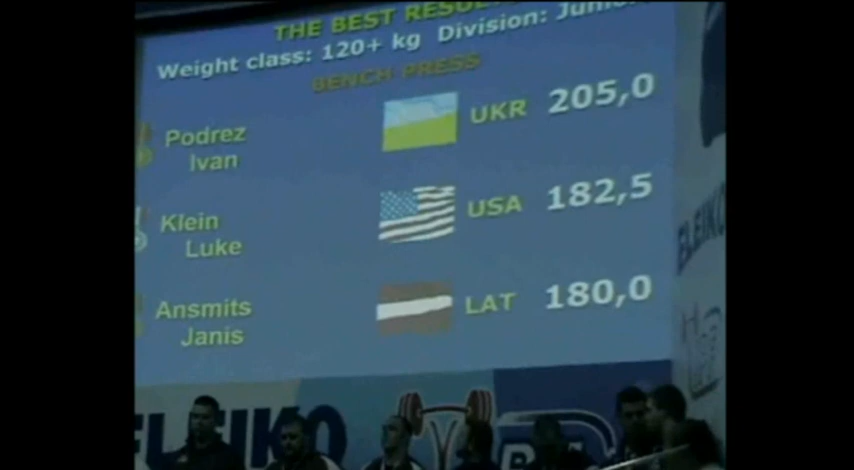 THE BEST RESUL
Weight class: 120+ kg Division: Junio
BENCH PRESS
Podrez
Ivan
UKR 205,0
Klein
Luke
USA 182,5
Ansmits
Janis
LAT 180,0
ELEIKO
ELEIKO